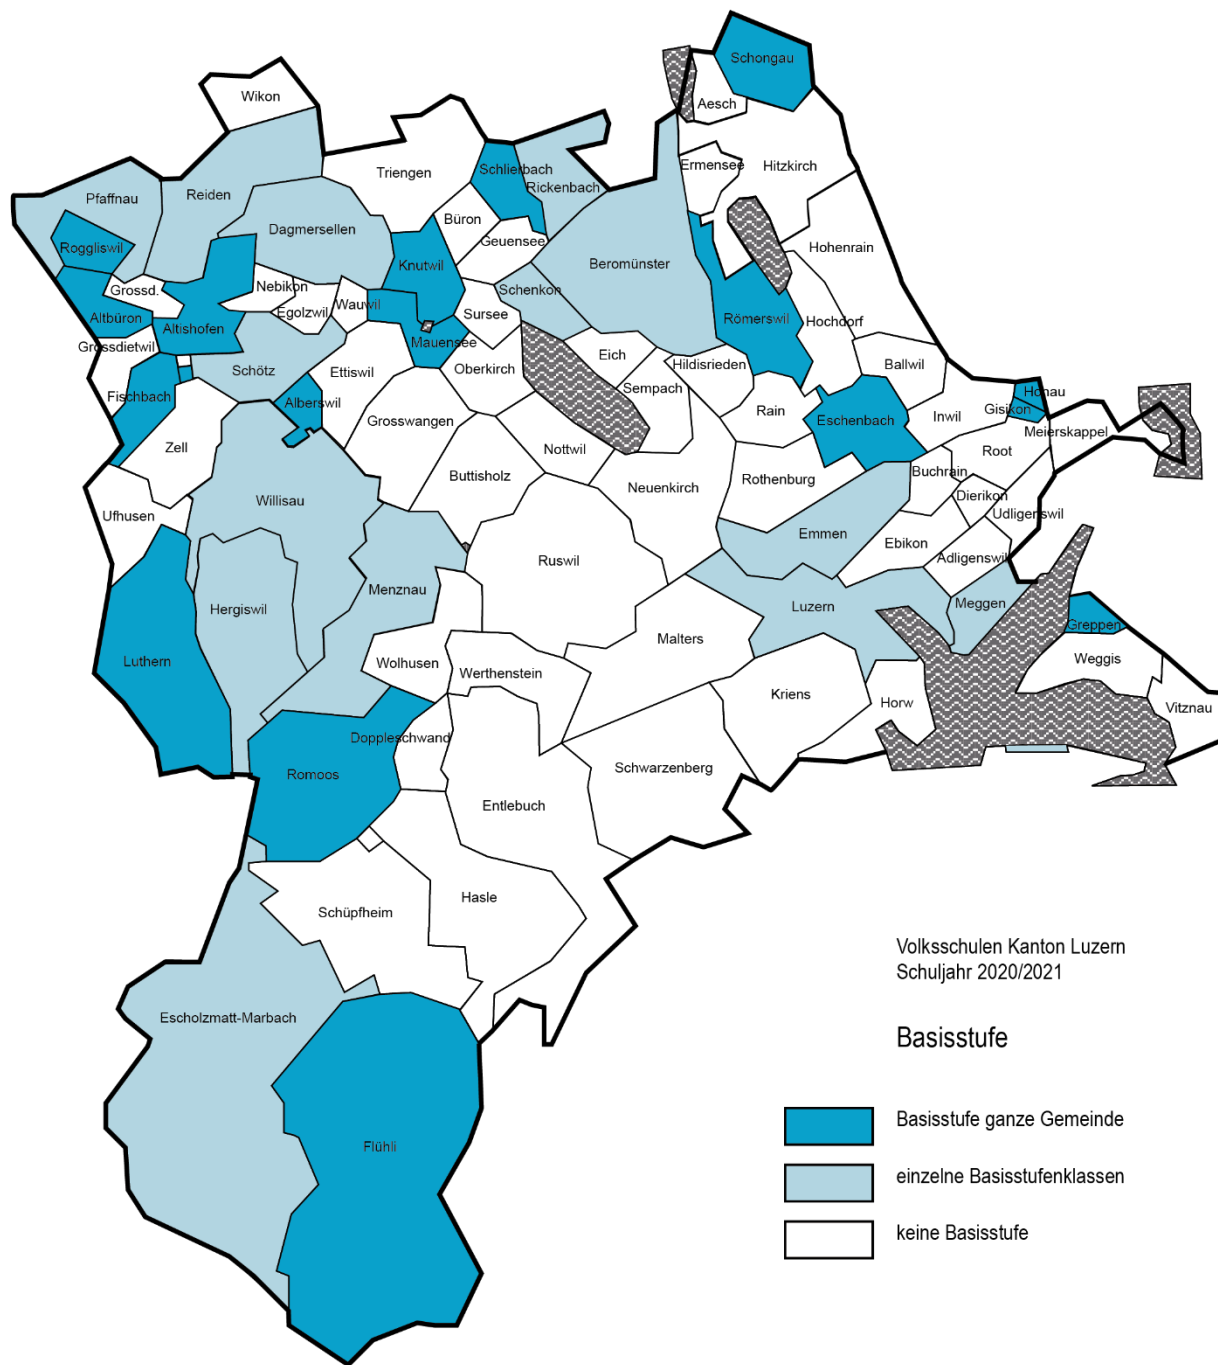 Schongau
Wikon
Aesch
Triengen
Schlierbach
Rickenbach
Ermensee
Hitzkirch
Pfaffnau
Reiden
Büron
Dagmersellen
Geuensee
Roggliswil
Knutwil
Beromünster
Hohenrain
Grossd.
Nebikon
Egolzwil
Wauwil
Schenkon
Altbüron
Altishofen
Sursee
Römerswil
Hochdorf
Grossdietwil
Mauensee
Schötz
Ettiswil
Oberkirch
Eich
Hildisrieden
Ballwil
Fischbach
Alberswil
Sempach
Honau
Grosswangen
Rain
Eschenbach
Inwil
Gisikon
Meierskappel
Zell
Nottwil
Root
Buttisholz
Neuenkirch
Rothenburg
Buchrain
Willisau
Dierikon
Ufhusen
Udligenswil
Emmen
Ebikon
Ruswil
Adligenswil
Hergiswil
Menznau
Luzern
Meggen
Greppen
Malters
Luthern
Wolhusen
Werthenstein
Weggis
Kriens
Horw
Vitznau
Doppleschwand
Romoos
Schwarzenberg
Entlebuch
Schüpfheim
Hasle
Escholzmatt-Marbach
Flühli
Volksschulen Kanton Luzern
Schuljahr 2020/2021
Basisstufe
Basisstufe ganze Gemeinde
einzelne Basisstufenklassen
keine Basisstufe